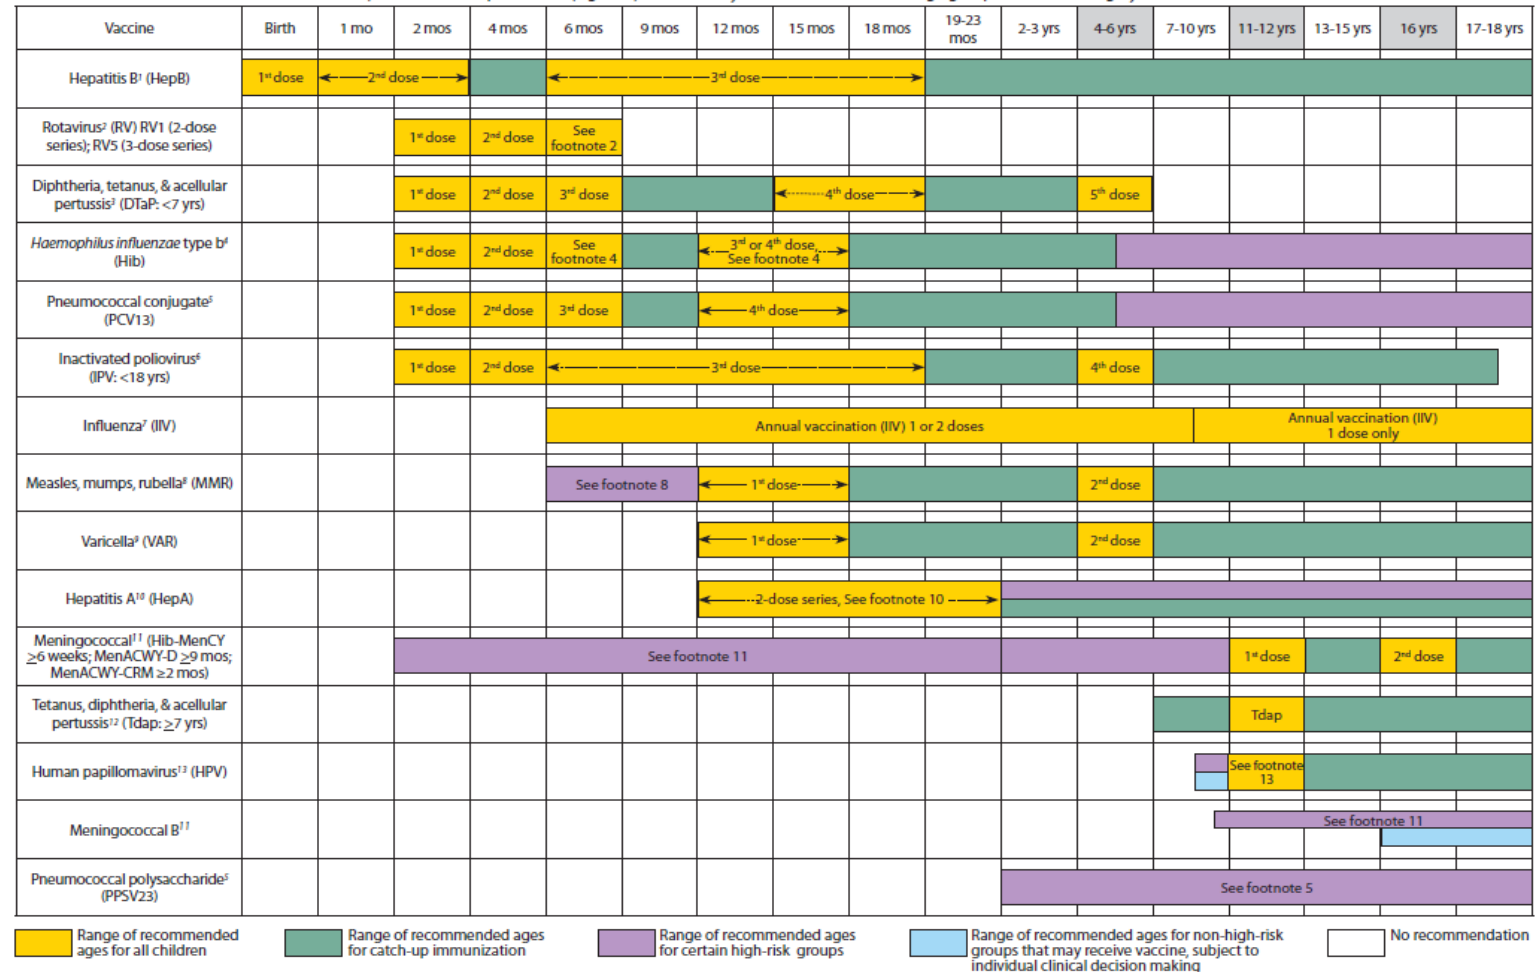 Vaccine Birth 1 mo 2 mos 4 mos 6 mos 9 mos 12 mos 15 mos 18 mos 19-23 mos 2-3 yrs 4-6 yrs 7-10 yrs 11-12 yrs 13-15 yrs 16 yrs 17-18 yrs
Hepatitis B¹ (HepB) 1ˢᵗ dose 2ⁿᵈ dose 3ʳᵈ dose
Rotavirus² (RV) RV1 (2-dose
series); RV5 (3-dose series)
1ˢᵗ dose 2ⁿᵈ dose See
footnote 2
Diphtheria, tetanus, & acellular
pertussis³ (DTaP: <7 yrs)
1ˢᵗ dose 2ⁿᵈ dose 3ʳᵈ dose 4ᵗʰ dose 5ᵗʰ dose
Haemophilus influenzae type b⁴
(Hib)
1ˢᵗ dose 2ⁿᵈ dose See
footnote 4
3ʳᵈ or 4ᵗʰ dose,
See footnote 4
Pneumococcal conjugate⁵
(PCV13)
1ˢᵗ dose 2ⁿᵈ dose 3ʳᵈ dose 4ᵗʰ dose
Inactivated poliovirus⁶
(IPV: <18 yrs)
1ˢᵗ dose 2ⁿᵈ dose 3ʳᵈ dose 4ᵗʰ dose
Influenza⁷ (IIV) Annual vaccination (IIV) 1 or 2 doses Annual vaccination (IIV)
1 dose only
Measles, mumps, rubella⁸ (MMR) See footnote 8 1ˢᵗ dose 2ⁿᵈ dose
Varicella⁹ (VAR) 1ˢᵗ dose 2ⁿᵈ dose
Hepatitis A¹⁰ (HepA) 2-dose series, See footnote 10
Meningococcal¹¹ (Hib-MenCY
≥6 weeks; MenACWY-D ≥9 mos;
MenACWY-CRM ≥2 mos)
See footnote 11 1ˢᵗ dose 2ⁿᵈ dose
Tetanus, diphtheria, & acellular
pertussis¹² (Tdap: ≥7 yrs)
Tdap
Human papillomavirus¹³ (HPV) See footnote
13
Meningococcal B¹¹ See footnote 11
Pneumococcal polysaccharide⁵
(PPSV23)
See footnote 5
Range of recommended
ages for all children
Range of recommended ages
for catch-up immunization
Range of recommended ages
for certain high-risk groups
Range of recommended ages for non-high-risk
groups that may receive vaccine, subject to
individual clinical decision making
No recommendation